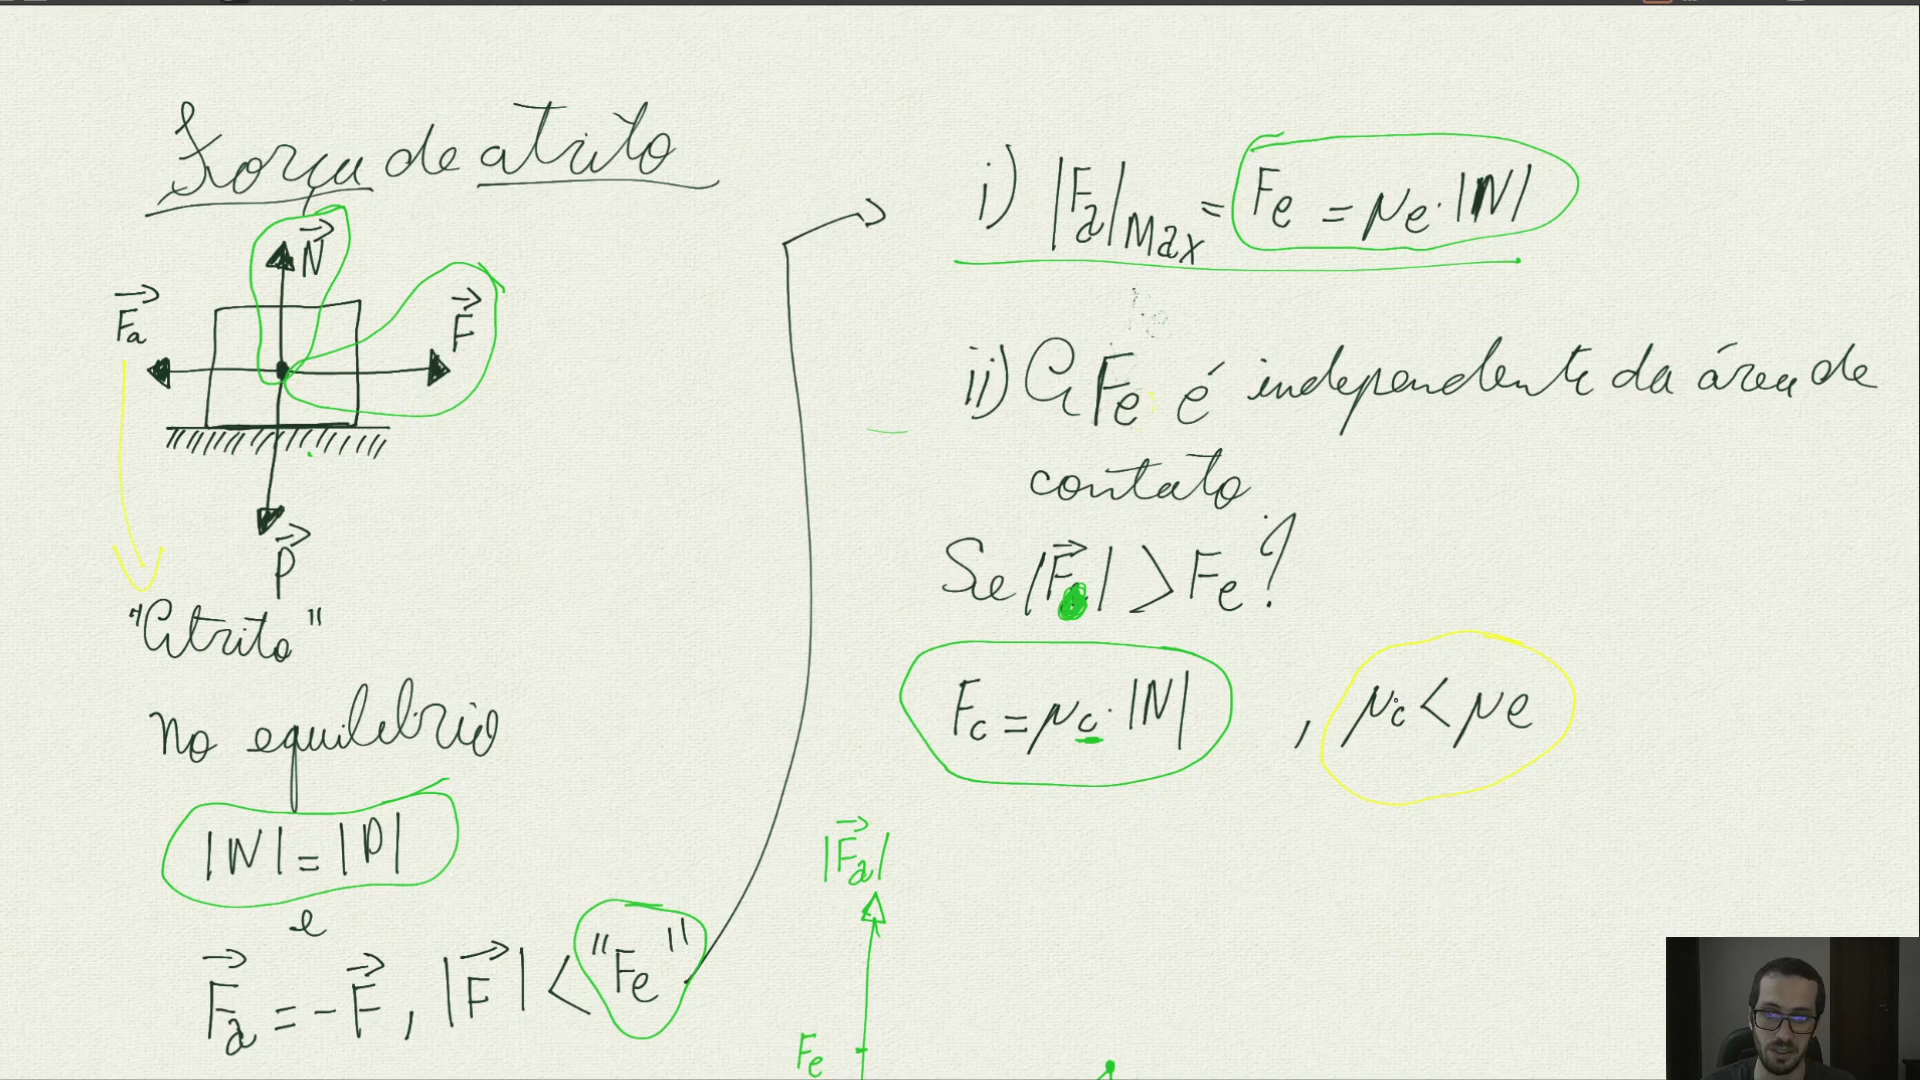 Força de atrito
N
Fa
F
P
"Atrito"
No equilíbrio
|N| = |P|
e
Fa = -F, |F| < "Fe"
i) |Fa|Max = Fe = μe · |N|
ii) A Fe é independente da área de
contato
Se |F| > Fe?
Fc = μc · |N| , μc < μe
|Fa|
Fe